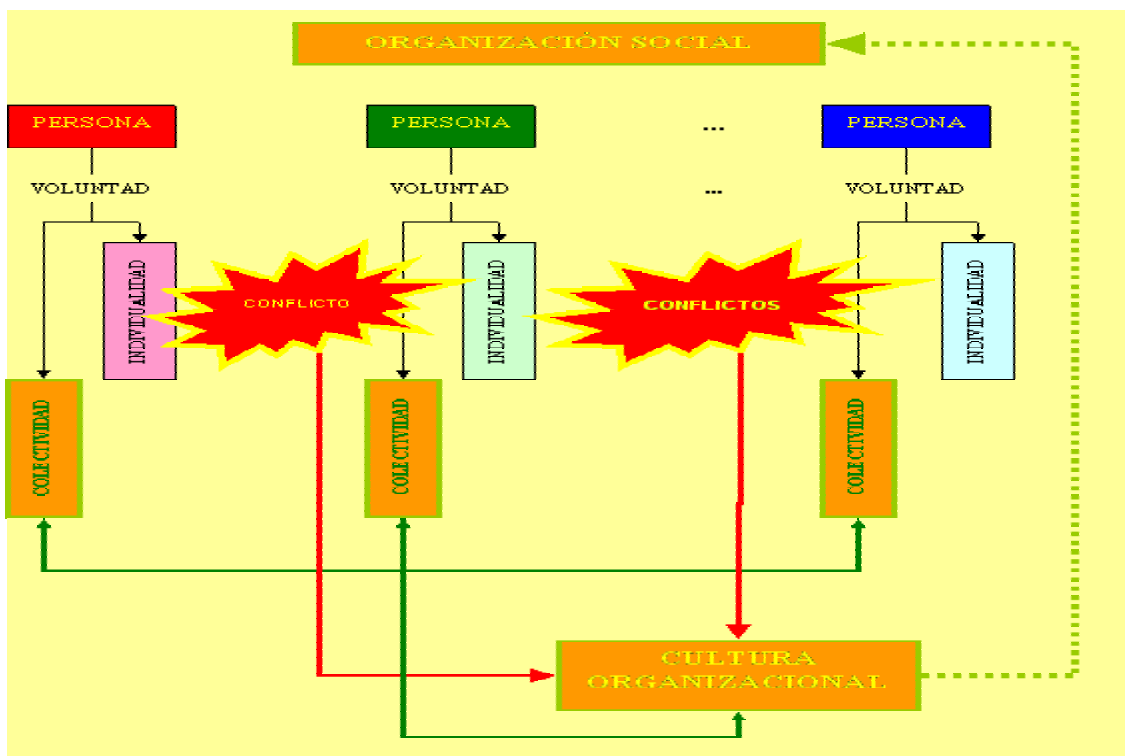 ORGANIZACIÓN SOCIAL
PERSONA
PERSONA
...
PERSONA
VOLUNTAD
VOLUNTAD
...
VOLUNTAD
INDIVIDUALIDAD
CONFLICTO
INDIVIDUALIDAD
CONFLICTOS
INDIVIDUALIDAD
COLECTIVIDAD
COLECTIVIDAD
COLECTIVIDAD
CULTURA
ORGANIZACIONAL